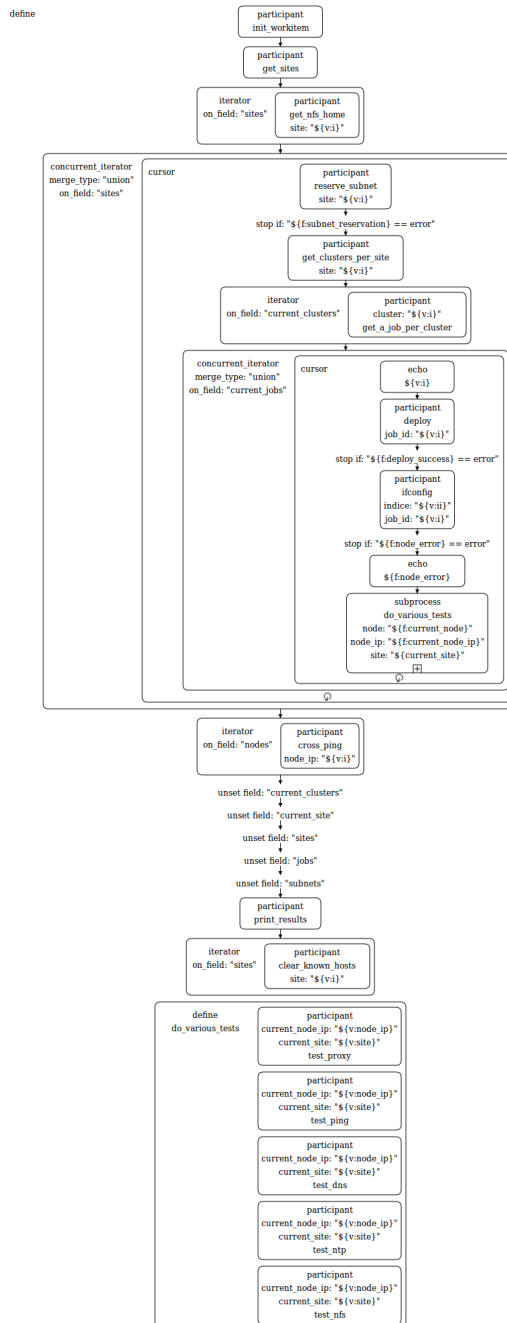 define
participant
init_workitem
participant
get_sites
iterator
on_field: "sites"
participant
get_nfs_home
site: "${v:i}"
concurrent_iterator
merge_type: "union"
on_field: "sites"
cursor
participant
reserve_subnet
site: "${v:i}"
stop if: "${f:subnet_reservation} == error"
participant
get_clusters_per_site
site: "${v:i}"
iterator
on_field: "current_clusters"
participant
cluster: "${v:i}"
get_a_job_per_cluster
concurrent_iterator
merge_type: "union"
on_field: "current_jobs"
cursor
echo
${v:i}
participant
deploy
job_id: "${v:i}"
stop if: "${f:deploy_success} == error"
participant
ifconfig
indice: "${v:ii}"
job_id: "${v:i}"
stop if: "${f:node_error} == error"
echo
${f:node_error}
subprocess
do_various_tests
node: "${f:current_node}"
node_ip: "${f:current_node_ip}"
site: "${current_site}"
iterator
on_field: "nodes"
participant
cross_ping
node_ip: "${v:i}"
unset field: "current_clusters"
unset field: "current_site"
unset field: "sites"
unset field: "jobs"
unset field: "subnets"
participant
print_results
iterator
on_field: "sites"
participant
clear_known_hosts
site: "${v:i}"
define
do_various_tests
participant
current_node_ip: "${v:node_ip}"
current_site: "${v:site}"
test_proxy
participant
current_node_ip: "${v:node_ip}"
current_site: "${v:site}"
test_ping
participant
current_node_ip: "${v:node_ip}"
current_site: "${v:site}"
test_dns
participant
current_node_ip: "${v:node_ip}"
current_site: "${v:site}"
test_ntp
participant
current_node_ip: "${v:node_ip}"
current_site: "${v:site}"
test_nfs